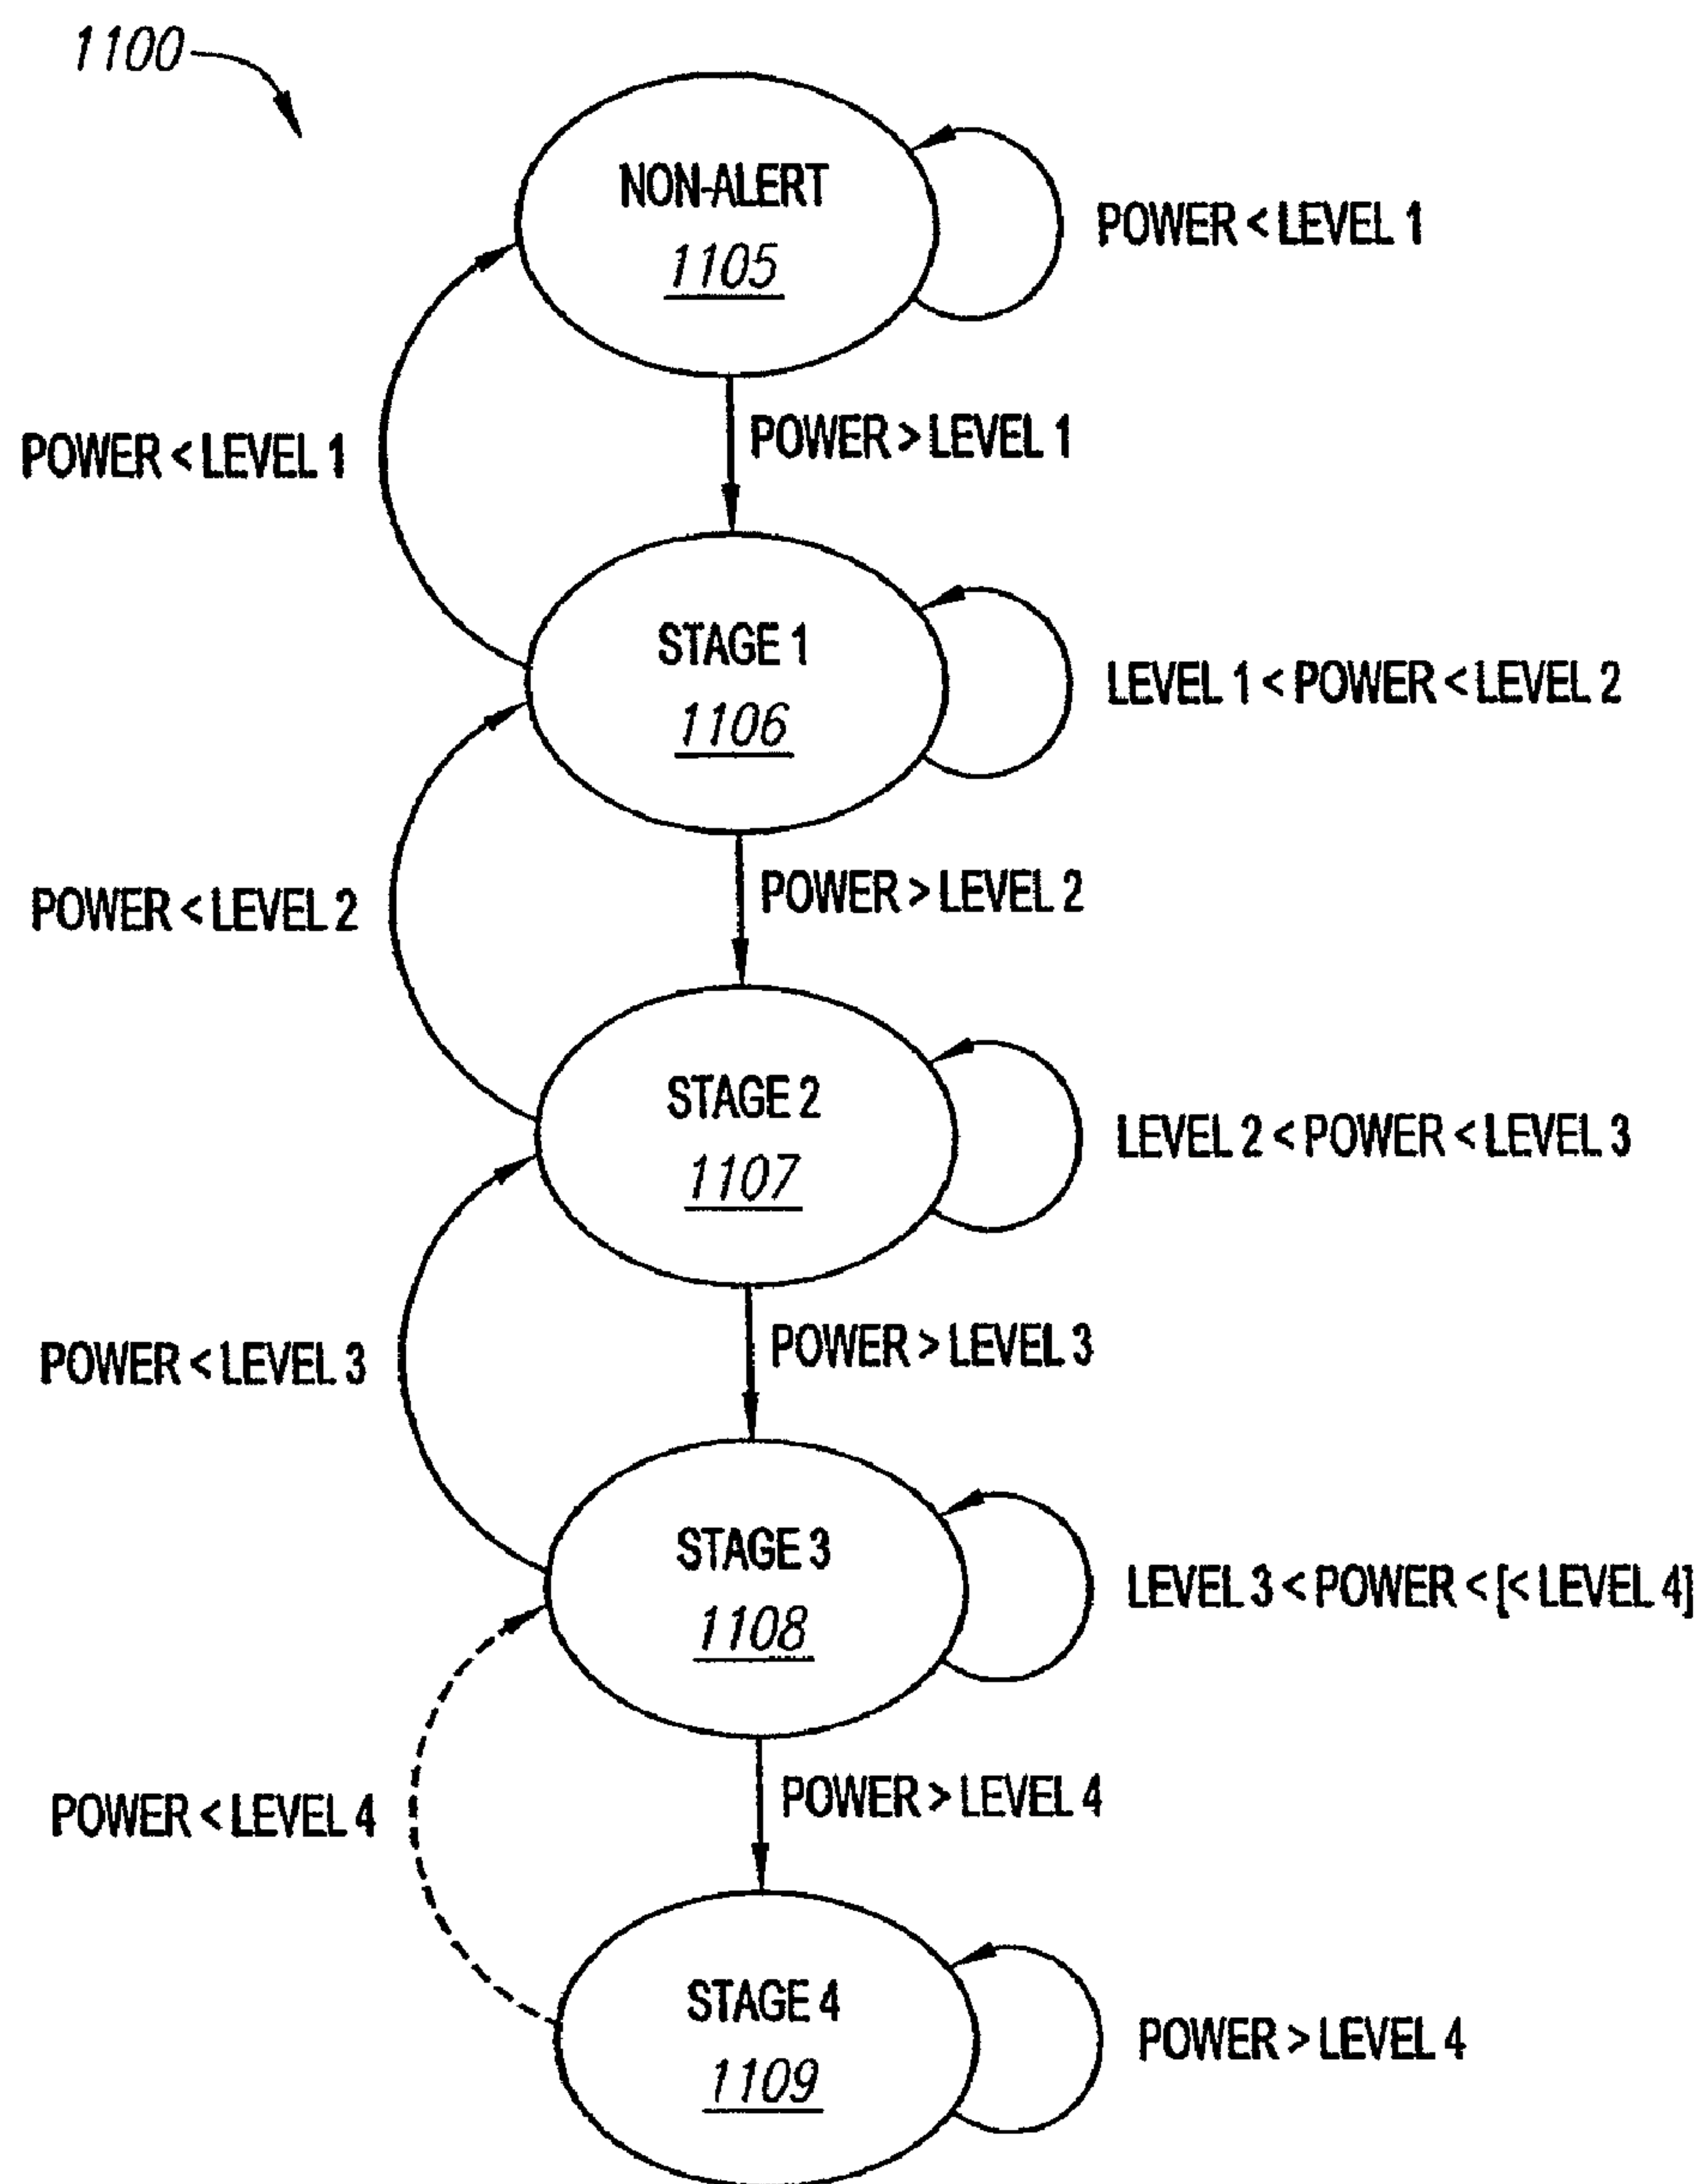 1100
NON-ALERT
1105
POWER < LEVEL 1
POWER < LEVEL 1
POWER > LEVEL 1
STAGE 1
1106
LEVEL 1 < POWER < LEVEL 2
POWER < LEVEL 2
POWER > LEVEL 2
STAGE 2
1107
LEVEL 2 < POWER < LEVEL 3
POWER < LEVEL 3
POWER > LEVEL 3
STAGE 3
1108
LEVEL 3 < POWER < [< LEVEL 4]
POWER < LEVEL 4
POWER > LEVEL 4
STAGE 4
1109
POWER > LEVEL 4